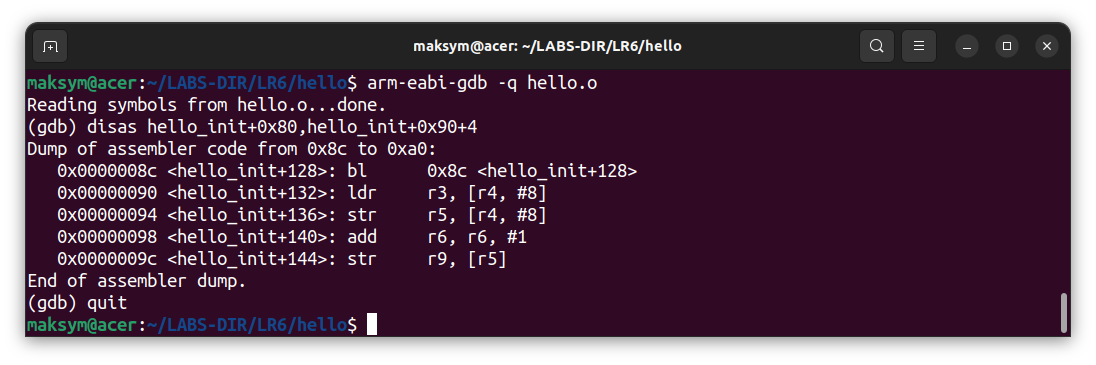 maksym@acer: ~/LABS-DIR/LR6/hello
maksym@acer:~/LABS-DIR/LR6/hello$ arm-eabi-gdb -q hello.o
Reading symbols from hello.o...done.
(gdb) disas hello_init+0x80,hello_init+0x90+4
Dump of assembler code from 0x8c to 0xa0:
   0x0000008c <hello_init+128>: bl      0x8c <hello_init+128>
   0x00000090 <hello_init+132>: ldr     r3, [r4, #8]
   0x00000094 <hello_init+136>: str     r5, [r4, #8]
   0x00000098 <hello_init+140>: add     r6, r6, #1
   0x0000009c <hello_init+144>: str     r9, [r5]
End of assembler dump.
(gdb) quit
maksym@acer:~/LABS-DIR/LR6/hello$